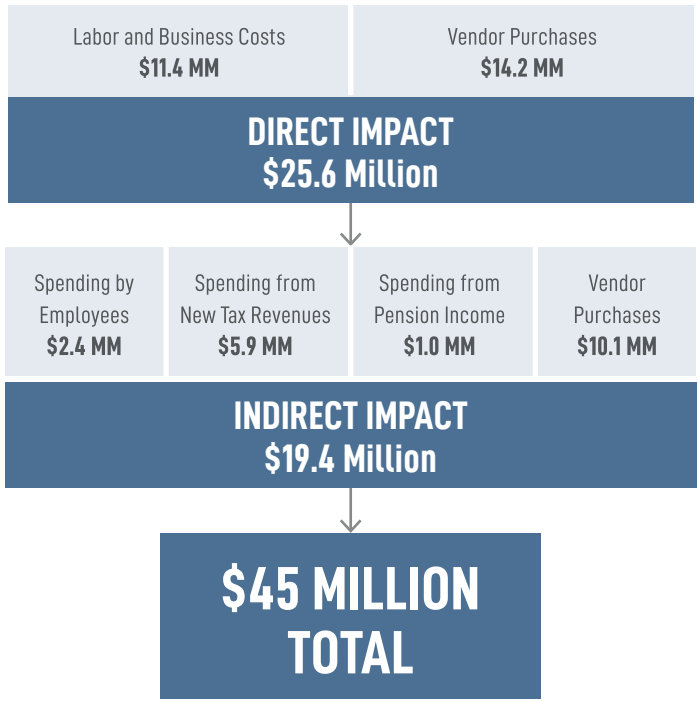 Labor and Business Costs
$11.4 MM
Vendor Purchases
$14.2 MM
DIRECT IMPACT
$25.6 Million
Spending by
Employees
$2.4 MM
Spending from
New Tax Revenues
$5.9 MM
Spending from
Pension Income
$1.0 MM
Vendor
Purchases
$10.1 MM
INDIRECT IMPACT
$19.4 Million
$45 MILLION
TOTAL